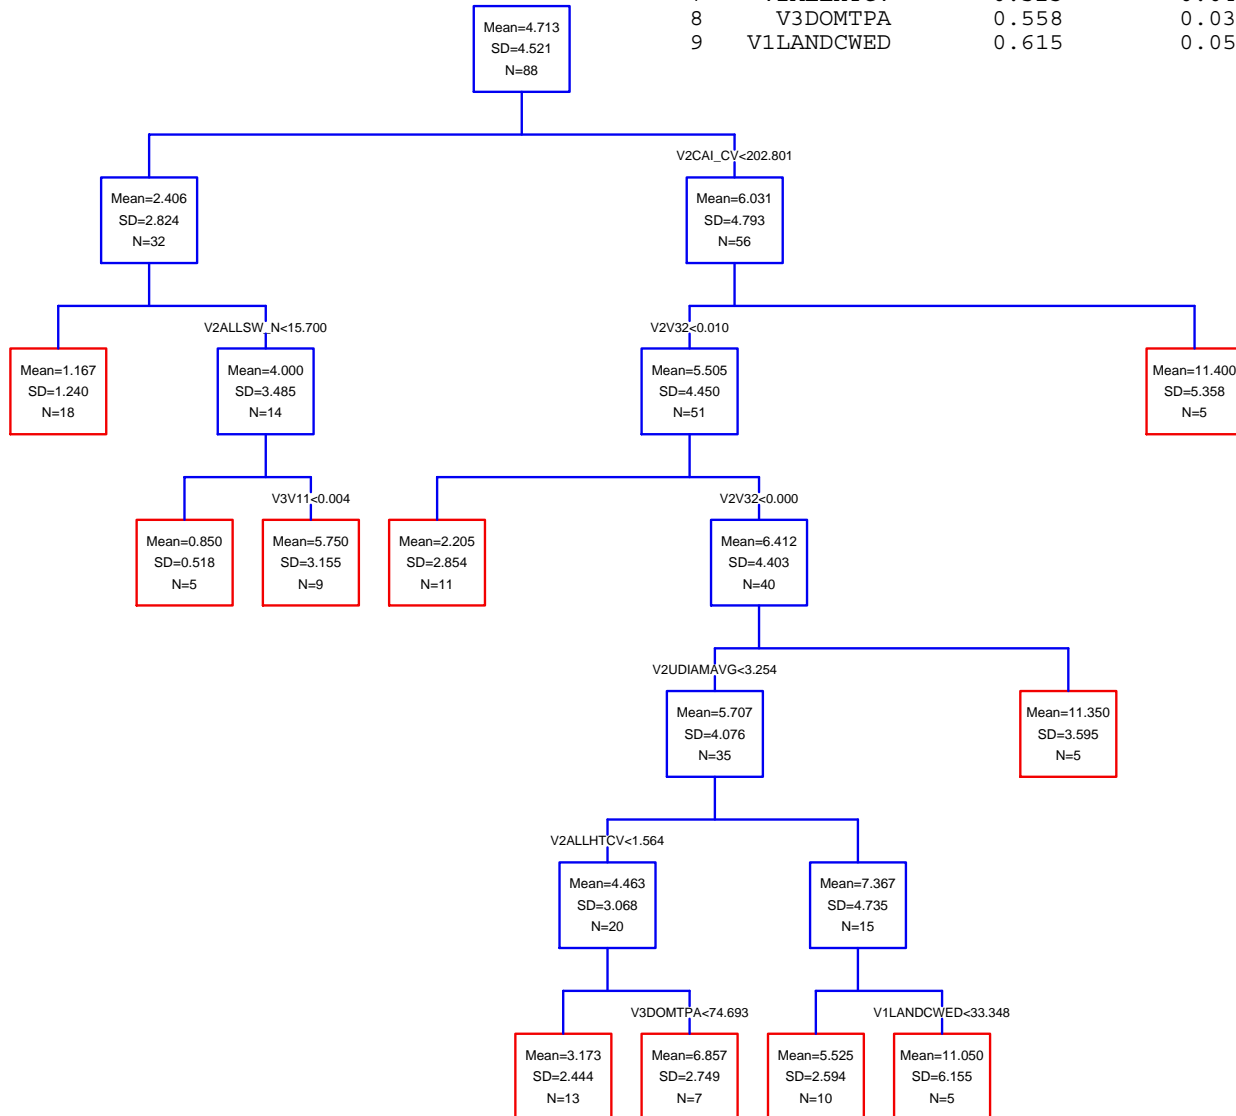 8 V3DOMTPA 0.558 0.03
9 V1LANDCWED 0.615 0.05
Mean=4.713
SD=4.521
N=88
V2CAI_CV<202.801
Mean=2.406
SD=2.824
N=32
Mean=6.031
SD=4.793
N=56
V2ALLSW_N<15.700
V2V32<0.010
Mean=1.167
SD=1.240
N=18
Mean=4.000
SD=3.485
N=14
Mean=5.505
SD=4.450
N=51
Mean=11.400
SD=5.358
N=5
V3V11<0.004
V2V32<0.000
Mean=0.850
SD=0.518
N=5
Mean=5.750
SD=3.155
N=9
Mean=2.205
SD=2.854
N=11
Mean=6.412
SD=4.403
N=40
V2UDIAMAVG<3.254
Mean=5.707
SD=4.076
N=35
Mean=11.350
SD=3.595
N=5
V2ALLHTCV<1.564
Mean=4.463
SD=3.068
N=20
Mean=7.367
SD=4.735
N=15
V3DOMTPA<74.693
V1LANDCWED<33.348
Mean=3.173
SD=2.444
N=13
Mean=6.857
SD=2.749
N=7
Mean=5.525
SD=2.594
N=10
Mean=11.050
SD=6.155
N=5